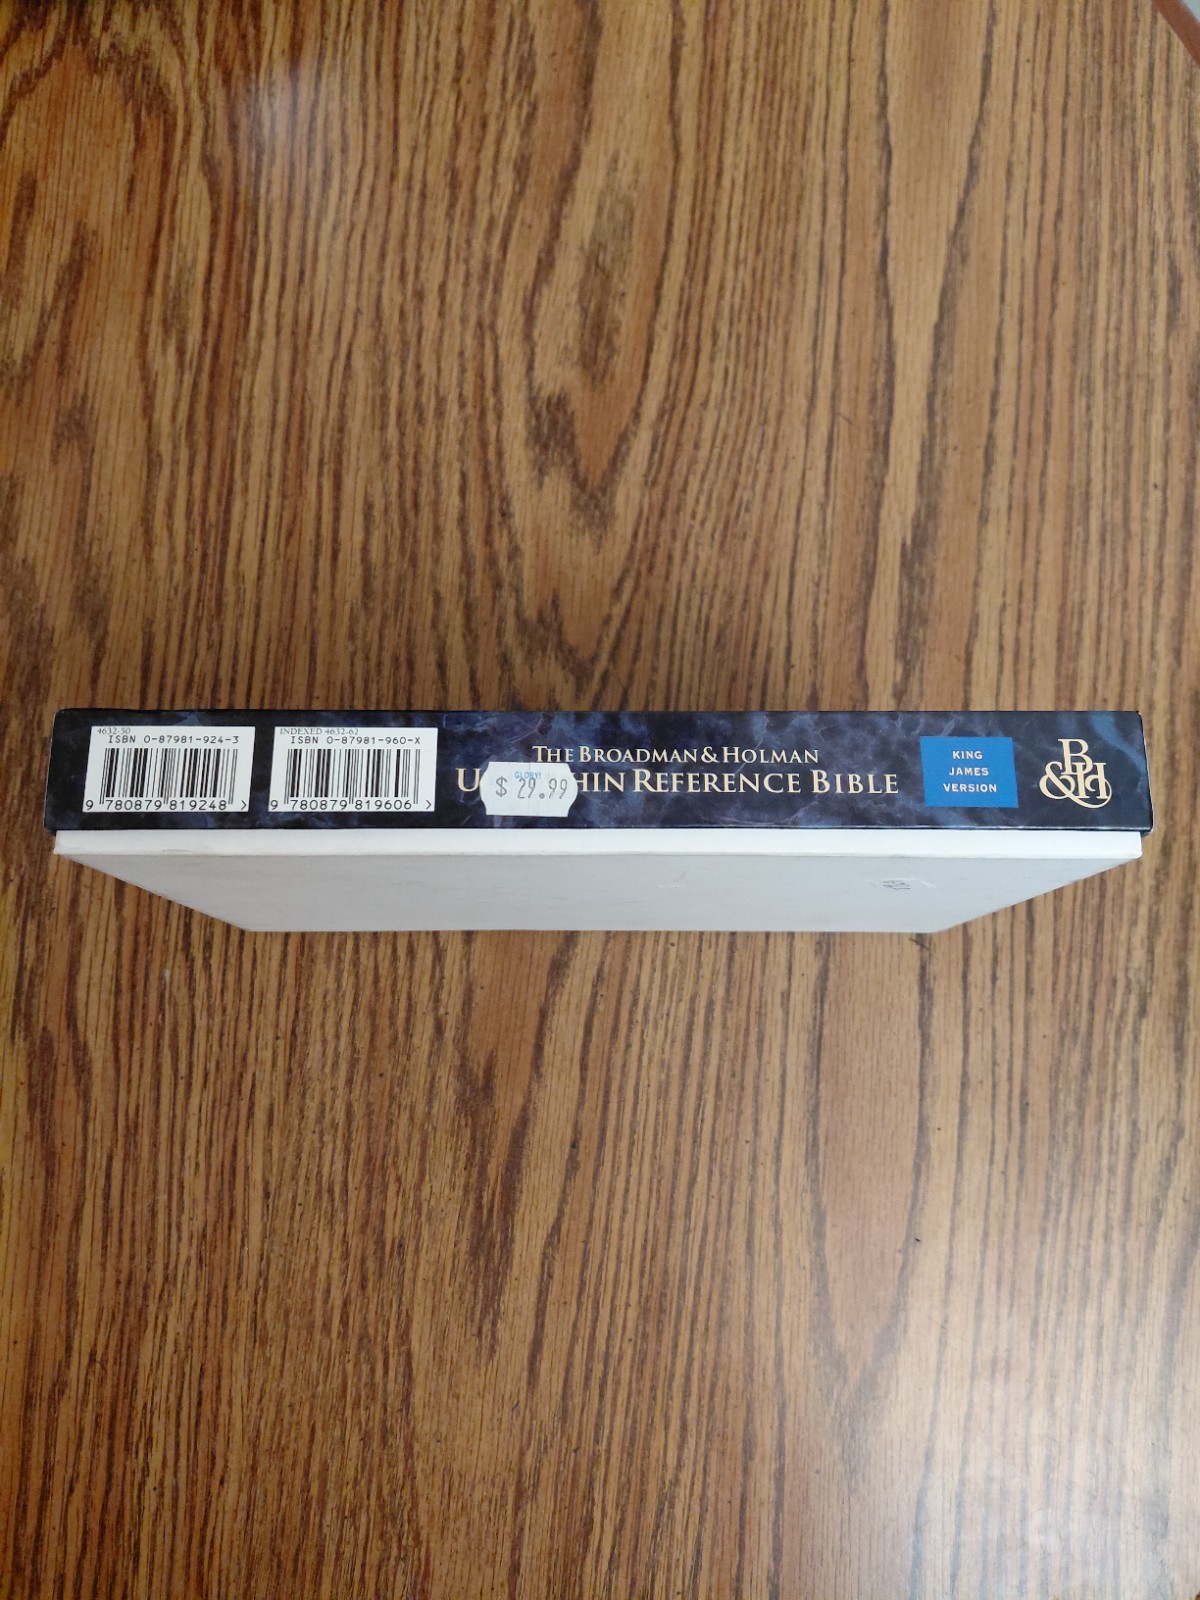 4632-50
ISBN 0-87981-924-3
9 780879 819248 >
INDEXED 4632-62
ISBN 0-87981-960-X
9 780879 819606 >
THE BROADMAN & HOLMAN
REFERENCE BIBLE
GLORY!
$ 29.99
KING
JAMES
VERSION
B&H